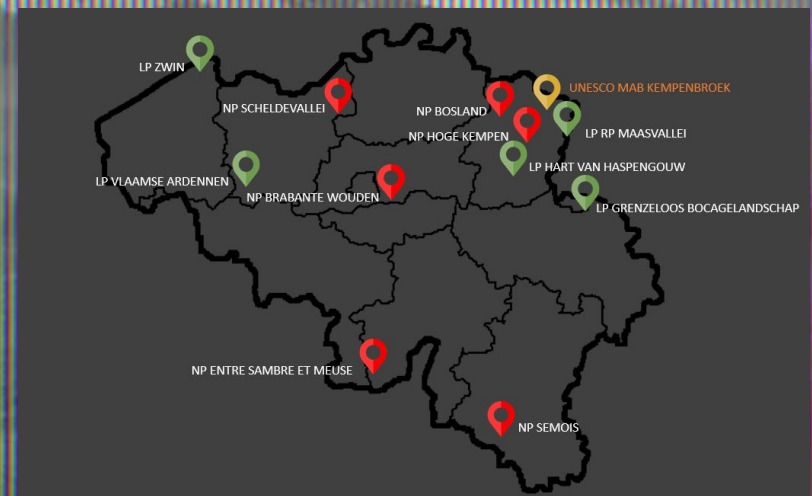 LP ZWIN
NP SCHELDEVALLEI
NP BOSLAND
UNESCO MAB KEMPENBROEK
NP HOGE KEMPEN
LP RP MAASVALLEI
LP HART VAN HASPENGOUW
LP VLAAMSE ARDENNEN
NP BRABANTE WOUDEN
LP GRENZELOOS BOCAGELANDSCHAP
NP ENTRE SAMBRE ET MEUSE
NP SEMOIS